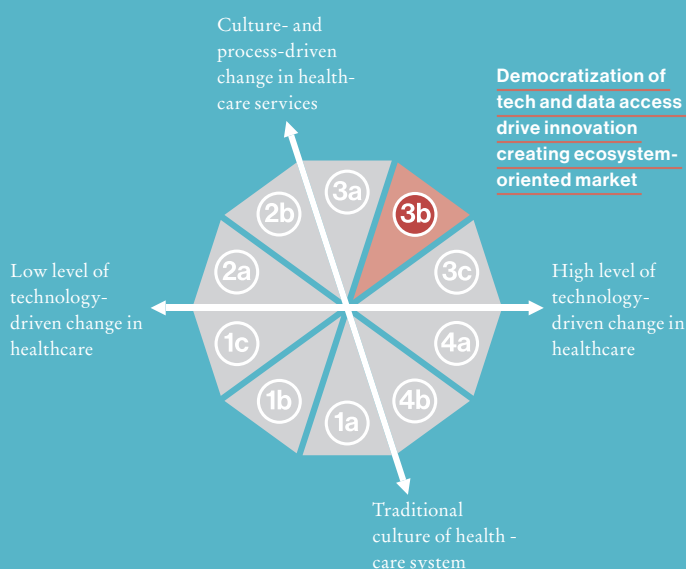 Culture- and
process-driven
change in health-
care services
Democratization of
tech and data access
drive innovation
creating ecosystem-
oriented market
3a
2b
3b
2a
3c
Low level of
technology-
driven change in
healthcare
High level of
technology-
driven change in
healthcare
1c
4a
1b
4b
1a
Traditional
culture of health -
care system